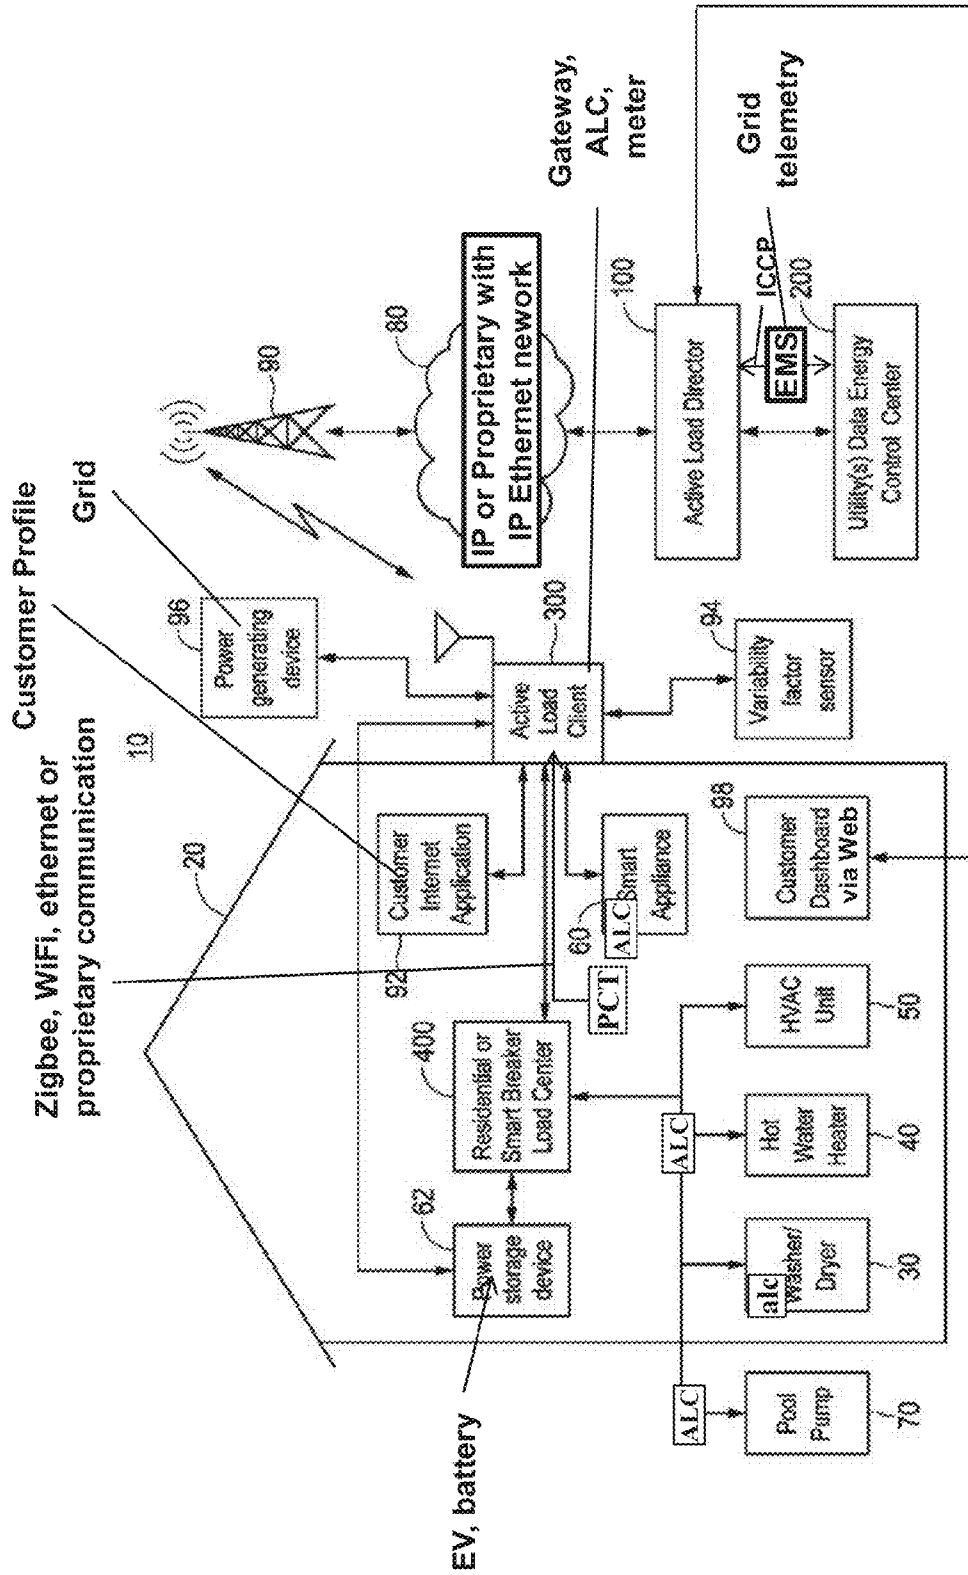 Customer Profile
Zigbee, WiFi, ethernet or
proprietary communication
10
Grid
90
20
96
Power
generating
device
80
IP or Proprietary with
IP Ethernet nework
Gateway,
ALC,
meter
92
Customer
Internet
Application
Active
Load
Client
300
100
Active Load Director
Grid
telemetry
ICCP
EMS
200
Utility(s) Data Energy
Control Center
EV, battery
62
Power
storage
device
400
Residential or
Smart Breaker
Load Center
PCT
60
ALC
Smart
Appliance
94
Variability
factor
sensor
ALC
ALC
Pool
Pump
70
alc
Washer/
Dryer
30
Hot
Water
Heater
40
HVAC
Unit
50
98
Customer
Dashboard
via Web